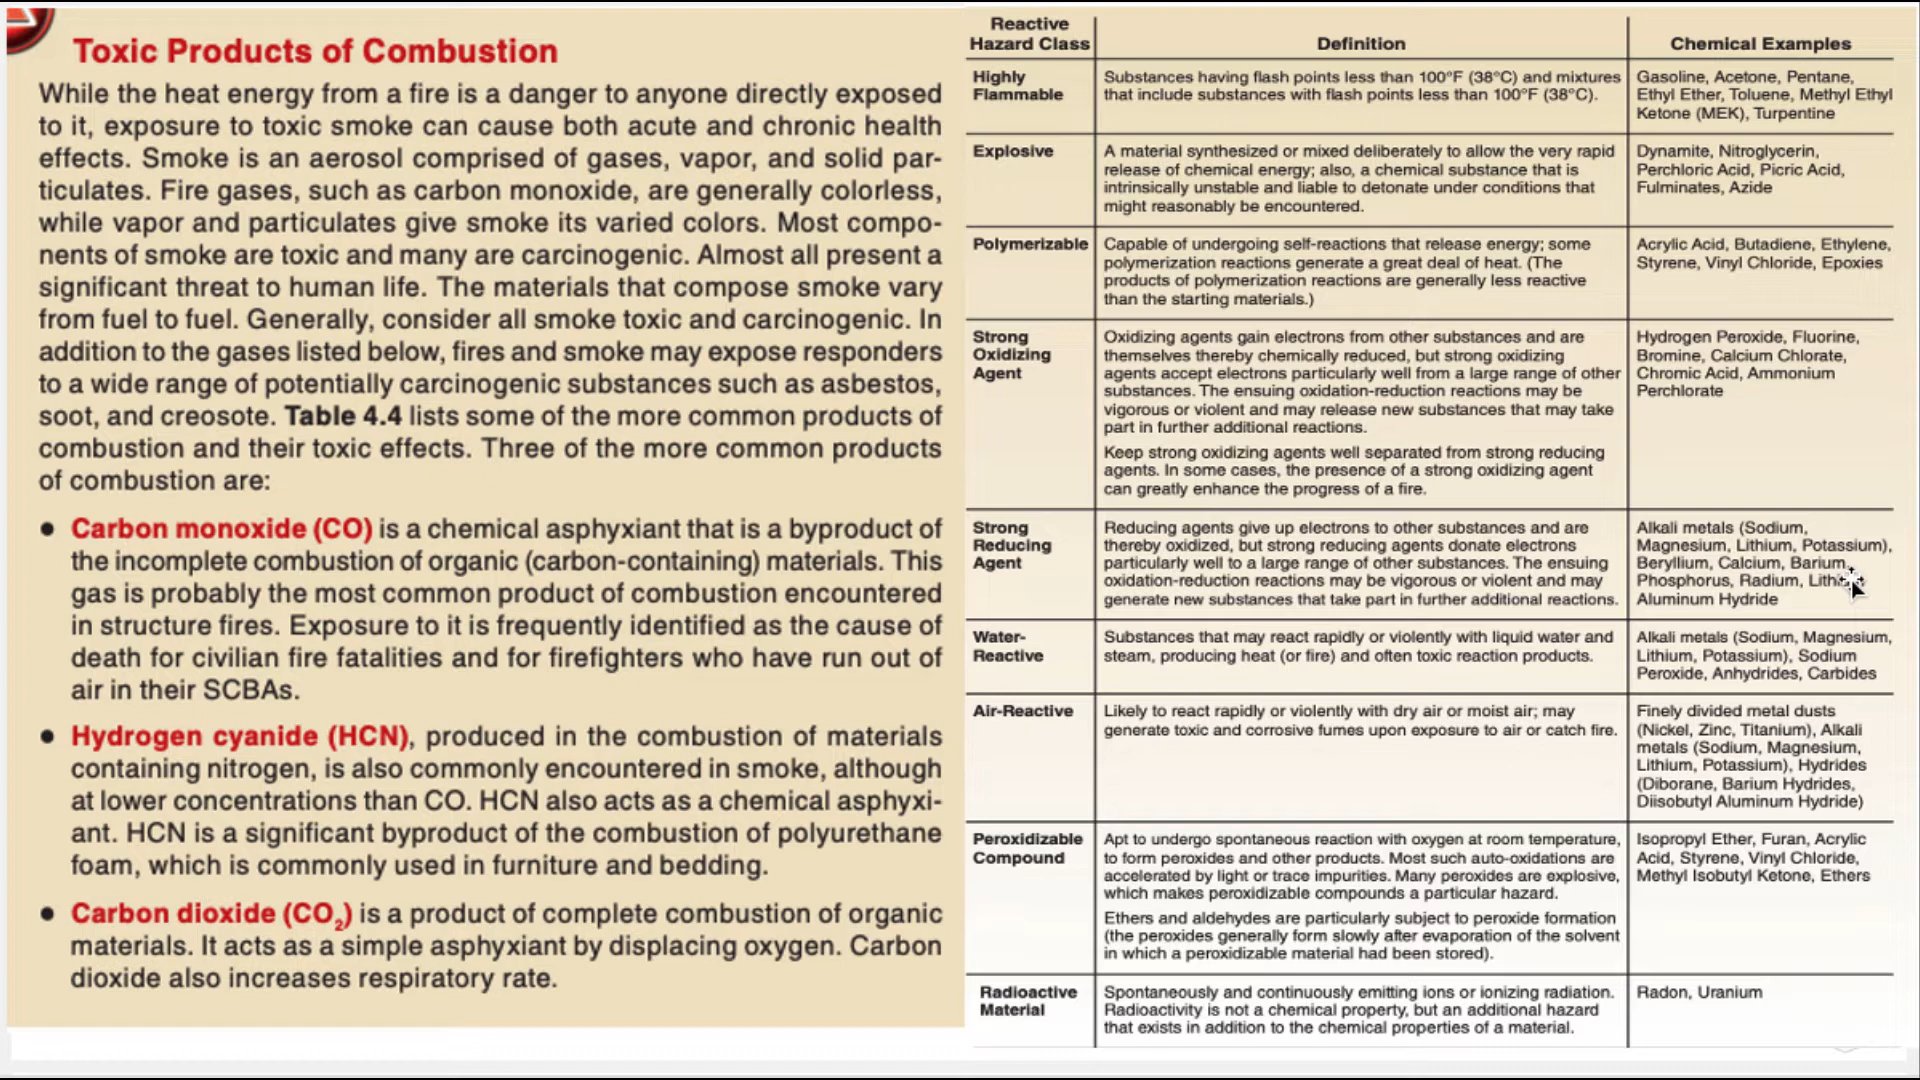 Toxic Products of Combustion
While the heat energy from a fire is a danger to anyone directly exposed
to it, exposure to toxic smoke can cause both acute and chronic health
effects. Smoke is an aerosol comprised of gases, vapor, and solid par-
ticulates. Fire gases, such as carbon monoxide, are generally colorless,
while vapor and particulates give smoke its varied colors. Most compo-
nents of smoke are toxic and many are carcinogenic. Almost all present a
significant threat to human life. The materials that compose smoke vary
from fuel to fuel. Generally, consider all smoke toxic and carcinogenic. In
addition to the gases listed below, fires and smoke may expose responders
to a wide range of potentially carcinogenic substances such as asbestos,
soot, and creosote. Table 4.4 lists some of the more common products of
combustion and their toxic effects. Three of the more common products
of combustion are:
• Carbon monoxide (CO) is a chemical asphyxiant that is a byproduct of
the incomplete combustion of organic (carbon-containing) materials. This
gas is probably the most common product of combustion encountered
in structure fires. Exposure to it is frequently identified as the cause of
death for civilian fire fatalities and for firefighters who have run out of
air in their SCBAs.
• Hydrogen cyanide (HCN), produced in the combustion of materials
containing nitrogen, is also commonly encountered in smoke, although
at lower concentrations than CO. HCN also acts as a chemical asphyxi-
ant. HCN is a significant byproduct of the combustion of polyurethane
foam, which is commonly used in furniture and bedding.
• Carbon dioxide (CO₂) is a product of complete combustion of organic
materials. It acts as a simple asphyxiant by displacing oxygen. Carbon
dioxide also increases respiratory rate.
Reactive
Hazard Class
Definition
Chemical Examples
Highly
Flammable
Substances having flash points less than 100°F (38°C) and mixtures
that include substances with flash points less than 100°F (38°C).
Gasoline, Acetone, Pentane,
Ethyl Ether, Toluene, Methyl Ethyl
Ketone (MEK), Turpentine
Explosive
A material synthesized or mixed deliberately to allow the very rapid
release of chemical energy; also, a chemical substance that is
intrinsically unstable and liable to detonate under conditions that
might reasonably be encountered.
Dynamite, Nitroglycerin,
Perchloric Acid, Picric Acid,
Fulminates, Azide
Polymerizable
Capable of undergoing self-reactions that release energy; some
polymerization reactions generate a great deal of heat. (The
products of polymerization reactions are generally less reactive
than the starting materials.)
Acrylic Acid, Butadiene, Ethylene,
Styrene, Vinyl Chloride, Epoxies
Strong
Oxidizing
Agent
Oxidizing agents gain electrons from other substances and are
themselves thereby chemically reduced, but strong oxidizing
agents accept electrons particularly well from a large range of other
substances. The ensuing oxidation-reduction reactions may be
vigorous or violent and may release new substances that may take
part in further additional reactions.
Keep strong oxidizing agents well separated from strong reducing
agents. In some cases, the presence of a strong oxidizing agent
can greatly enhance the progress of a fire.
Hydrogen Peroxide, Fluorine,
Bromine, Calcium Chlorate,
Chromic Acid, Ammonium
Perchlorate
Strong
Reducing
Agent
Reducing agents give up electrons to other substances and are
thereby oxidized, but strong reducing agents donate electrons
particularly well to a large range of other substances. The ensuing
oxidation-reduction reactions may be vigorous or violent and may
generate new substances that take part in further additional reactions.
Alkali metals (Sodium,
Magnesium, Lithium, Potassium),
Beryllium, Calcium, Barium,
Phosphorus, Radium,
Aluminum Hydride
Water-
Reactive
Substances that may react rapidly or violently with liquid water and
steam, producing heat (or fire) and often toxic reaction products.
Alkali metals (Sodium, Magnesium,
Lithium, Potassium), Sodium
Peroxide, Anhydrides, Carbides
Air-Reactive
Likely to react rapidly or violently with dry air or moist air; may
generate toxic and corrosive fumes upon exposure to air or catch fire.
Finely divided metal dusts
(Nickel, Zinc, Titanium), Alkali
metals (Sodium, Magnesium,
Lithium, Potassium), Hydrides
(Diborane, Barium Hydrides,
Diisobutyl Aluminum Hydride)
Peroxidizable
Compound
Apt to undergo spontaneous reaction with oxygen at room temperature,
to form peroxides and other products. Most such auto-oxidations are
accelerated by light or trace impurities. Many peroxides are explosive,
which makes peroxidizable compounds a particular hazard.
Ethers and aldehydes are particularly subject to peroxide formation
(the peroxides generally form slowly after evaporation of the solvent
in which a peroxidizable material had been stored).
Isopropyl Ether, Furan, Acrylic
Acid, Styrene, Vinyl Chloride,
Methyl Isobutyl Ketone, Ethers
Radioactive
Material
Spontaneously and continuously emitting ions or ionizing radiation.
Radioactivity is not a chemical property, but an additional hazard
that exists in addition to the chemical properties of a material.
Radon, Uranium